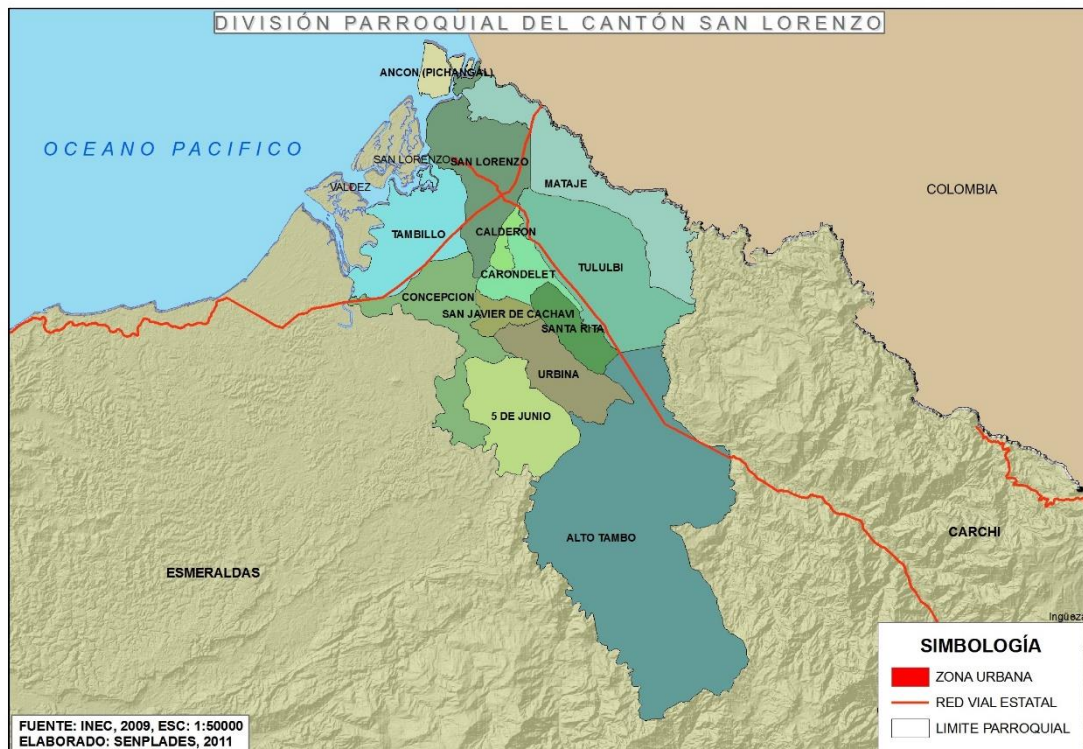 DIVISIÓN PARROQUIAL DEL CANTÓN SAN LORENZO
ANCON (PICHANGAL)
OCEANO PACIFICO
SAN LORENZO
SAN LORENZO
VALDEZ
MATAJE
COLOMBIA
TAMBILLO
CALDERON
TULULBI
CARONDELET
CONCEPCION
SAN JAVIER DE CACHAVI
SANTA RITA
URBINA
5 DE JUNIO
ALTO TAMBO
CARCHI
ESMERALDAS
Ingüeza
SIMBOLOGÍA
ZONA URBANA
RED VIAL ESTATAL
LIMITE PARROQUIAL
FUENTE: INEC, 2009, ESC: 1:50000
ELABORADO: SENPLADES, 2011